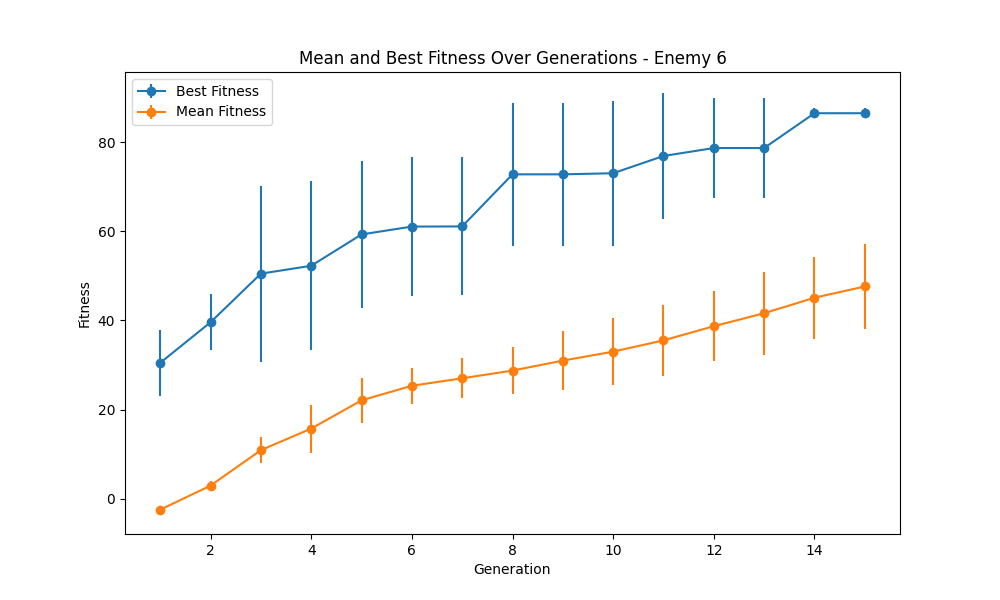 Mean and Best Fitness Over Generations - Enemy 6
Best Fitness
Mean Fitness
Fitness
80
60
40
20
0
2 4 6 8 10 12 14
Generation